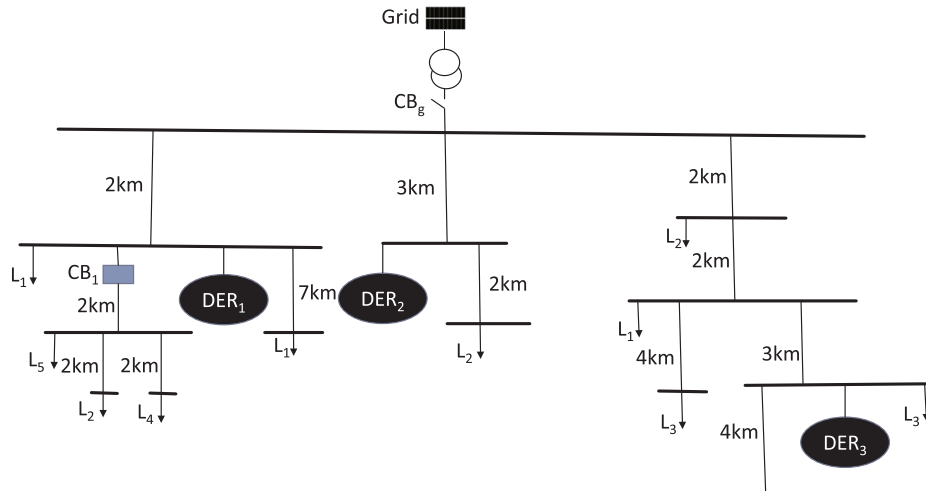 Grid
CBg
2km
3km
2km
L2
2km
L1
CB1
2km
DER1
7km
L1
DER2
2km
L2
L5
2km
2km
L2
L4
L1
4km
3km
L3
4km
DER3
L3